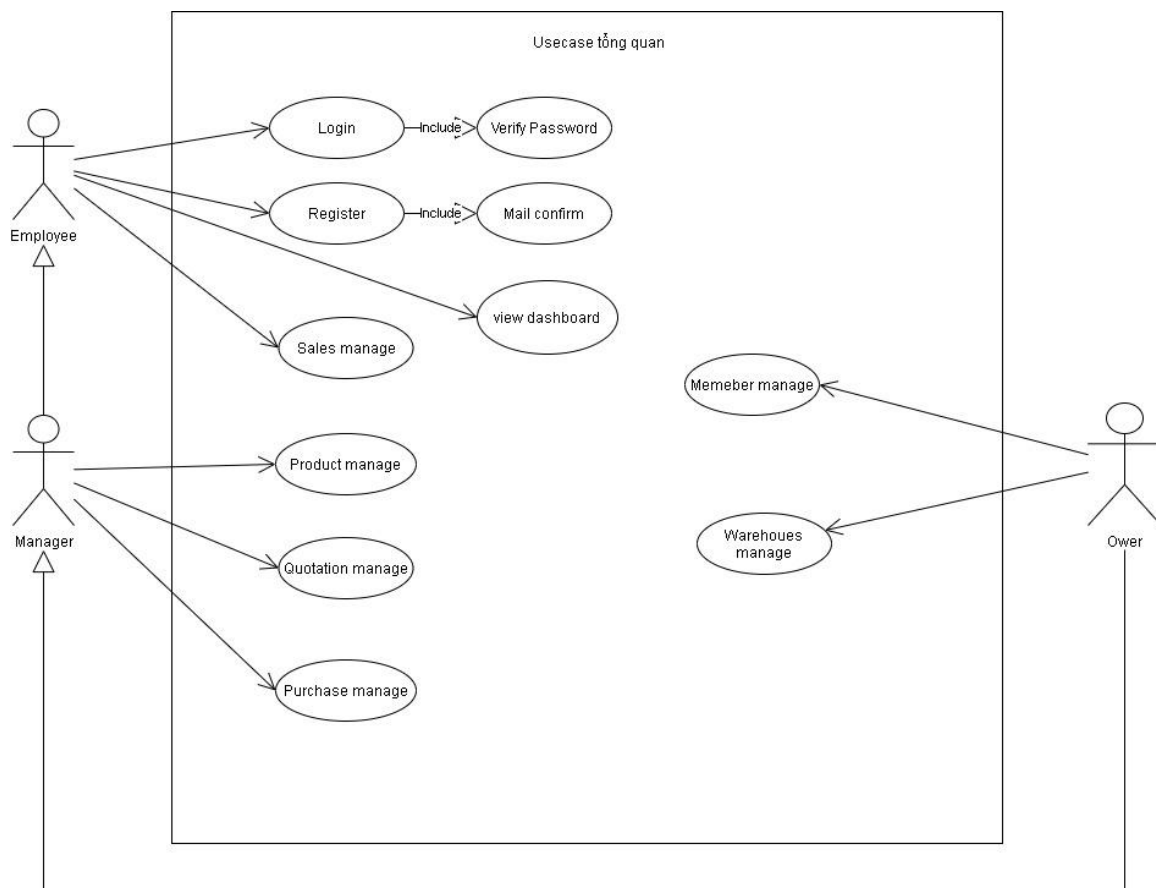 Usecase tổng quan
Login
Include
Verify Password
Register
Include
Mail confirm
Employee
view dashboard
Sales manage
Memeber manage
Product manage
Manager
Warehoues
manage
Ower
Quotation manage
Purchase manage